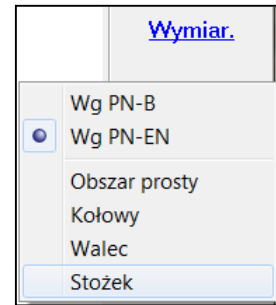 Wymiar.
Wg PN-B
Wg PN-EN
Obszar prosty
Kołowy
Walec
Stożek